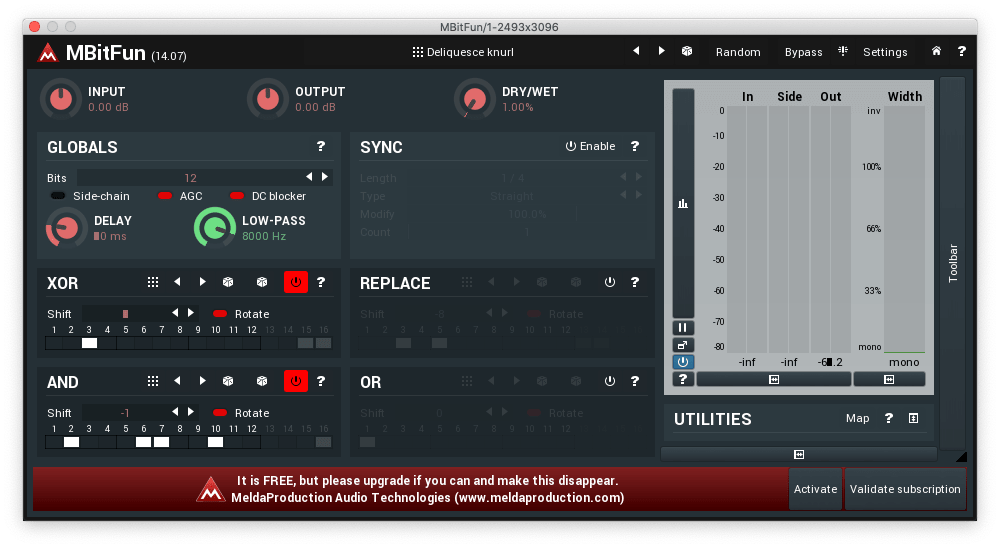 MBitFun/1-2493x3096
MBitFun (14.07)
Deliquesce knurl
Random
Bypass
Settings
?
INPUT
0.00 dB
OUTPUT
0.00 dB
DRY/WET
1.00%
GLOBALS ?
Bits 12
Side-chain AGC DC blocker
DELAY
0 ms
LOW-PASS
8000 Hz
SYNC Enable ?
Length 1 / 4
Type Straight
Modify 100.0%
Count 1
XOR ?
Shift Rotate
1 2 3 4 5 6 7 8 9 10 11 12 13 14 15 16
REPLACE ?
Shift -8 Rotate
1 2 3 4 5 6 7 8 9 10 11 12 13 14 15 16
AND ?
Shift -1 Rotate
1 2 3 4 5 6 7 8 9 10 11 12 13 14 15 16
OR ?
Shift 0 Rotate
1 2 3 4 5 6 7 8 9 10 11 12 13 14 15 16
In Side Out Width
0 inv
-10
-20 100%
-30
-40 66%
-50
-60 33%
-70
-80 mono
-inf -inf mono
?
Toolbar
UTILITIES Map ?
It is FREE, but please upgrade if you can and make this disappear.
MeldaProduction Audio Technologies (www.meldaproduction.com)
Activate
Validate subscription